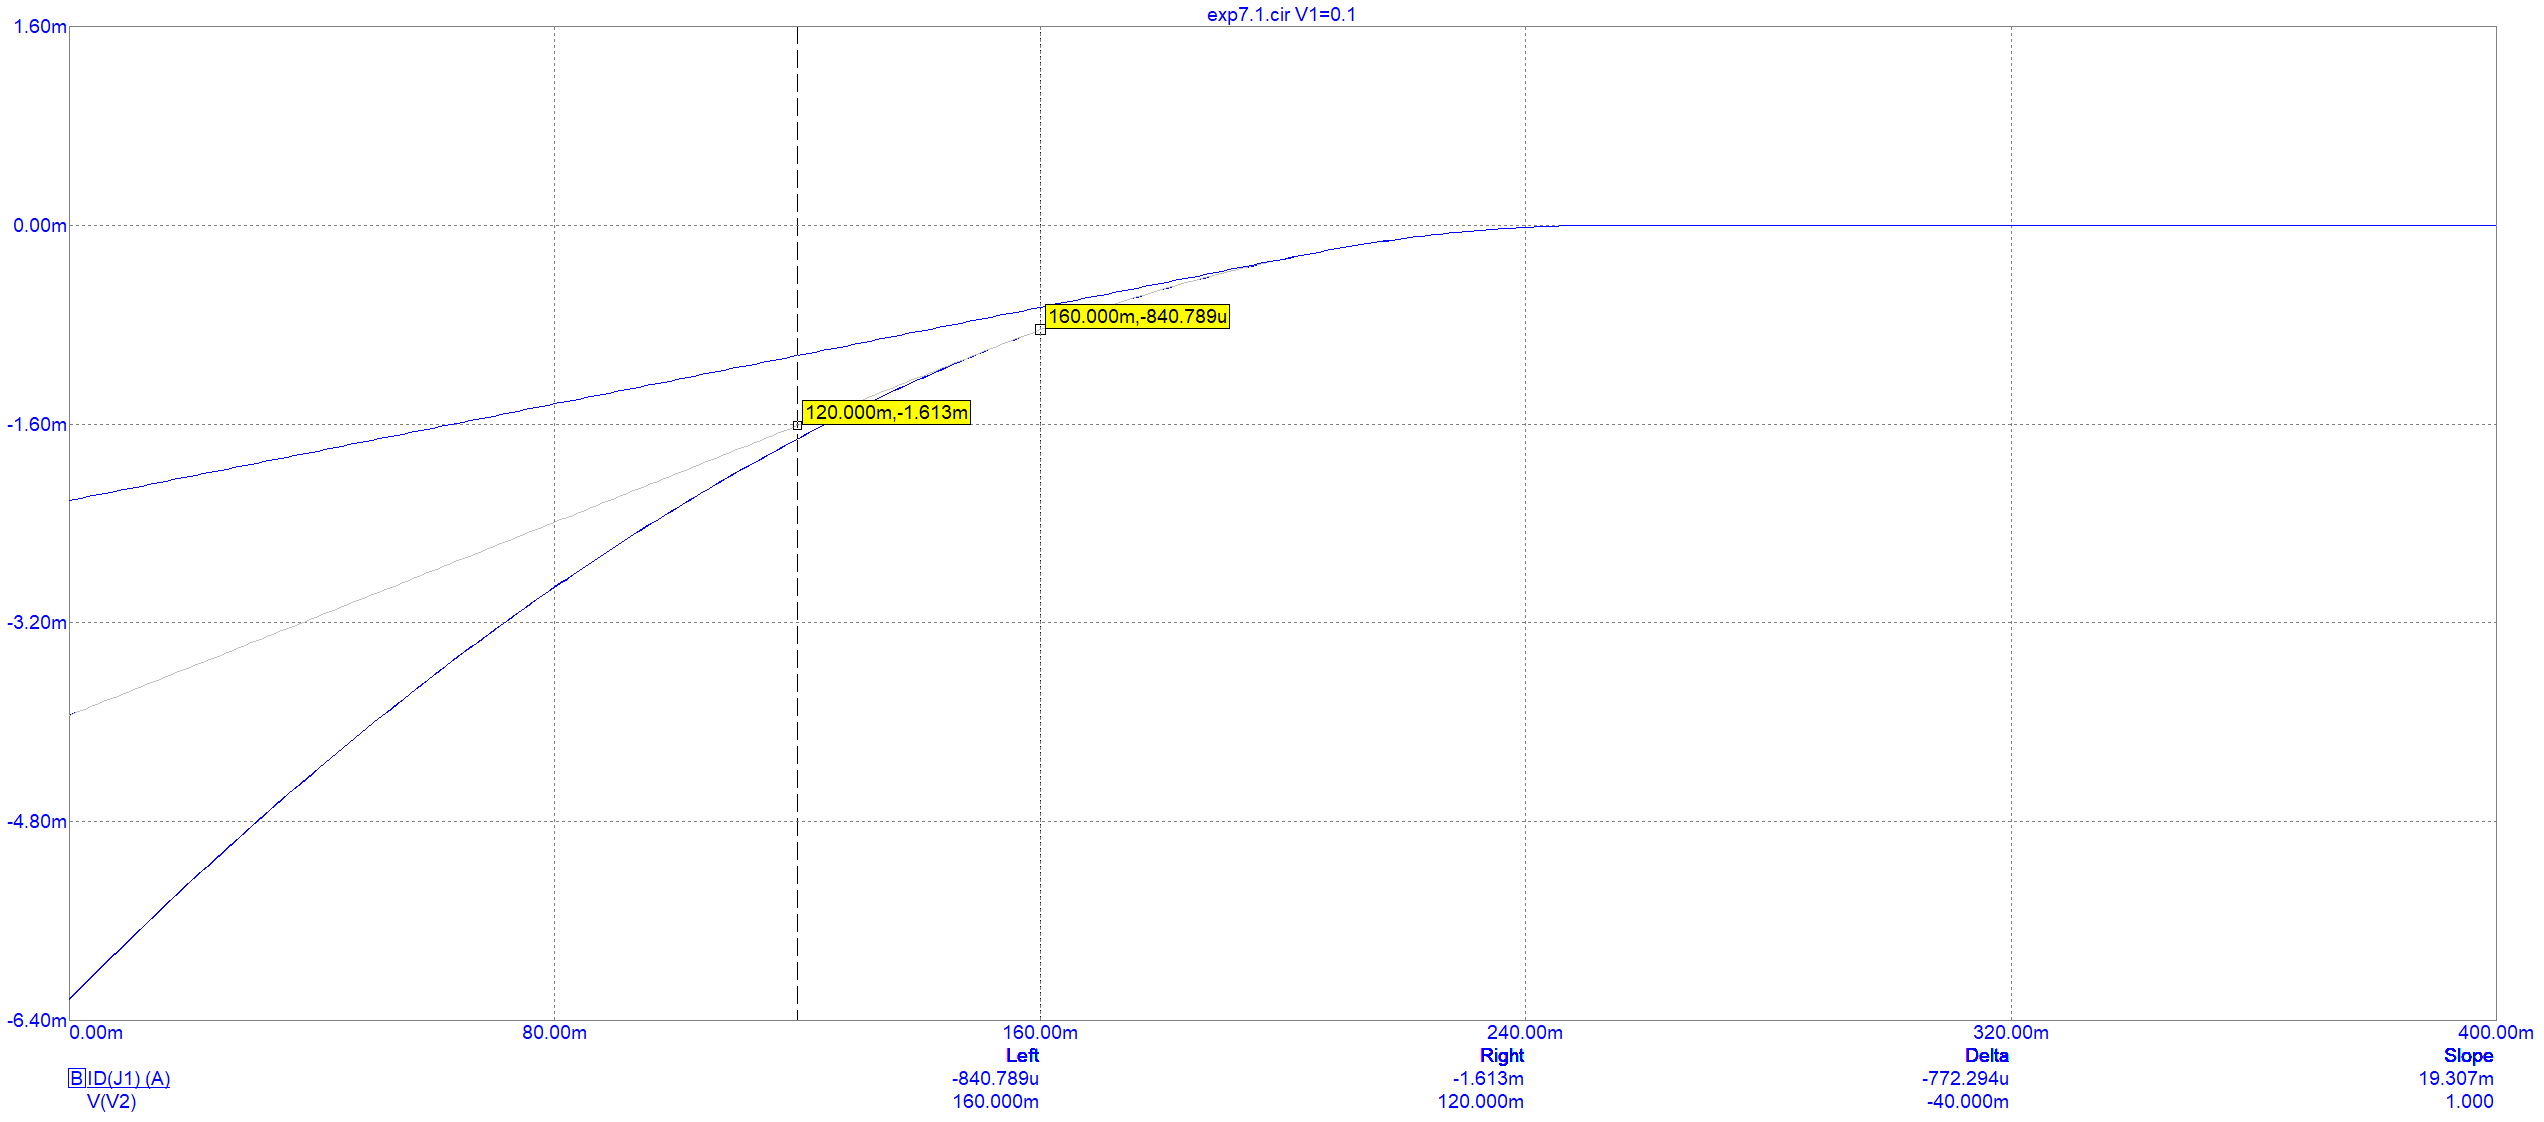 exp7.1.cir V1=0.1
1.60m
0.00m
160.000m,-840.789u
120.000m,-1.613m
-1.60m
-3.20m
-4.80m
-6.40m
0.00m 80.00m 160.00m 240.00m 320.00m 400.00m
Left Right Delta Slope
B ID(J1) (A) -840.789u -1.613m -772.294u 19.307m
V(V2) 160.000m 120.000m -40.000m 1.000